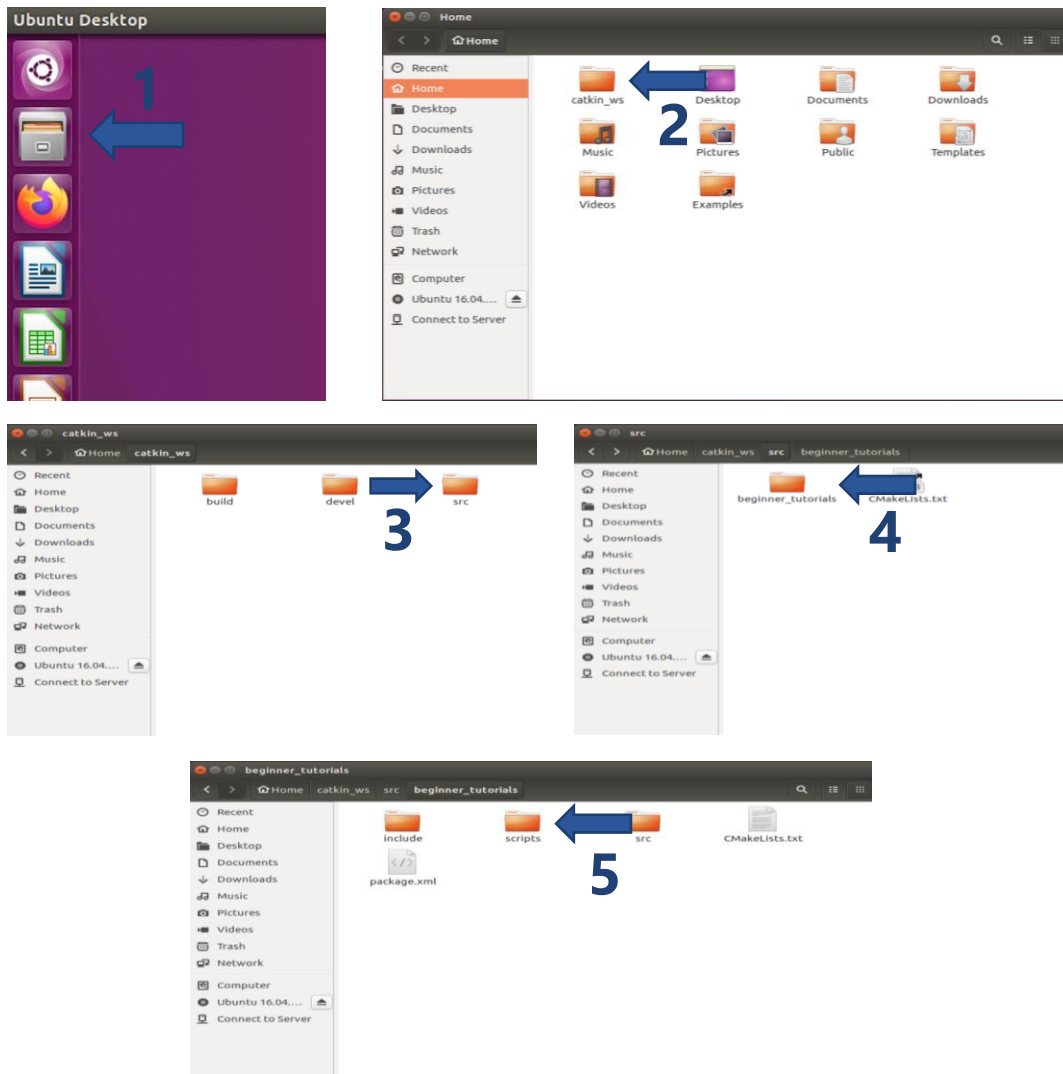 Ubuntu Desktop
1
Home
Home
Recent
Home
Desktop
Documents
Downloads
Music
Pictures
Videos
Trash
Network
Computer
Ubuntu 16.04....
Connect to Server
catkin_ws Desktop Documents Downloads
2
Music Pictures Public Templates
Videos Examples
catkin_ws
Home catkin_ws
Recent
Home
Desktop
Documents
Downloads
Music
Pictures
Videos
Trash
Network
Computer
Ubuntu 16.04....
Connect to Server
build devel src
3
src
Home catkin_ws src beginner_tutorials
Recent
Home
Desktop
Documents
Downloads
Music
Pictures
Videos
Trash
Network
Computer
Ubuntu 16.04....
Connect to Server
beginner_tutorials CMakeLists.txt
4
beginner_tutorials
Home catkin_ws src beginner_tutorials
Recent
Home
Desktop
Documents
Downloads
Music
Pictures
Videos
Trash
Network
Computer
Ubuntu 16.04....
Connect to Server
include scripts src CMakeLists.txt
5
package.xml